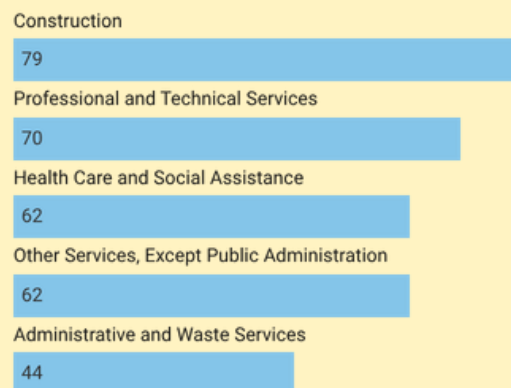 Construction
79
Professional and Technical Services
70
Health Care and Social Assistance
62
Other Services, Except Public Administration
62
Administrative and Waste Services
44